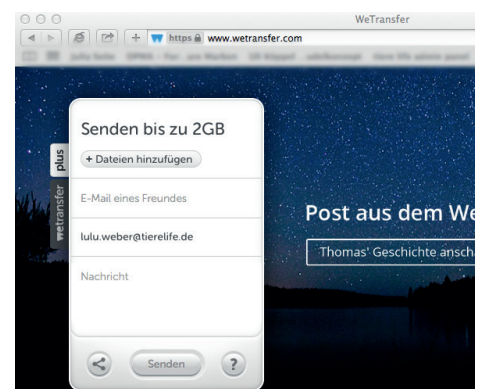 WeTransfer
https www.wetransfer.com
Senden bis zu 2GB
+ Dateien hinzufügen
plus
wetransfer
E-Mail eines Freundes
lulu.weber@tierelife.de
Nachricht
Senden
?
Post aus dem We
Thomas' Geschichte anscha